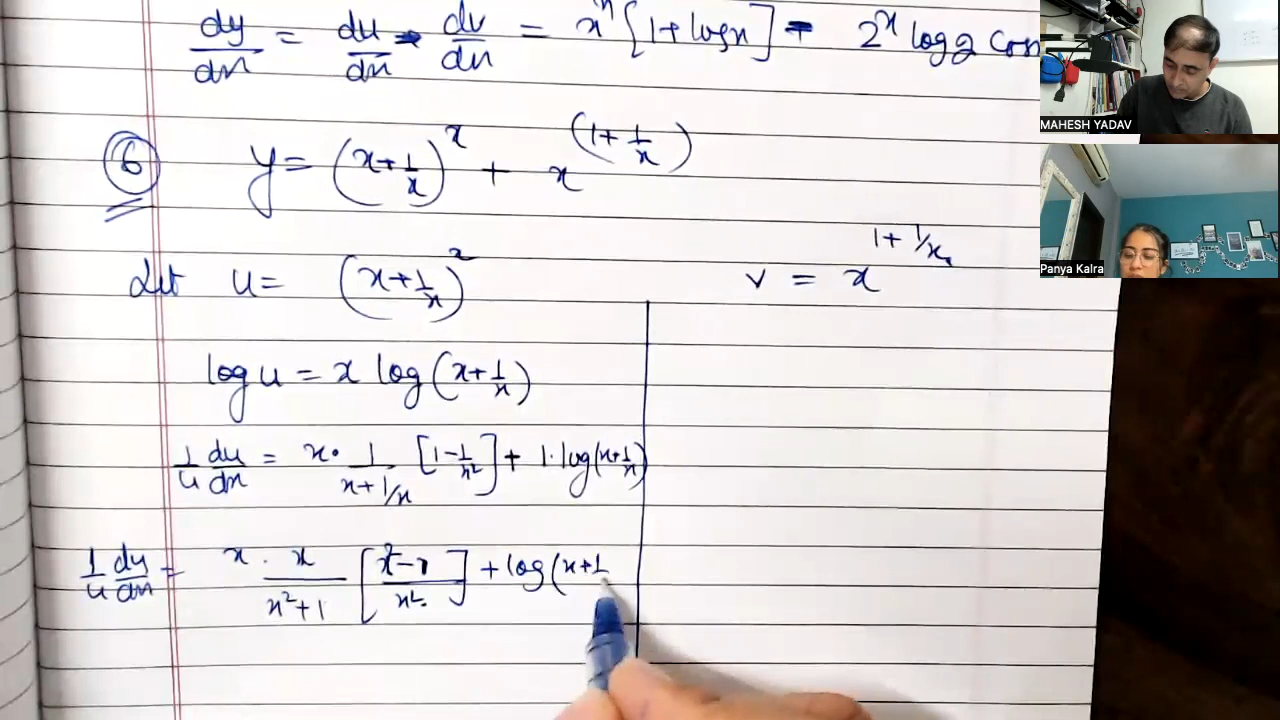 dy/dx = du/dx - dv/dx = x^x [1 + log x] - 2^x log 2 cos
MAHESH YADAV
6 y = (x + 1/x)^x + x^(1 + 1/x)
Panya Kalra
Let u = (x + 1/x)^x v = x^1 + 1/x
log u = x log (x + 1/x)
1/u du/dx = x · 1/(x + 1/x) [1 - 1/x²] + 1 · log (x + 1/x)
1/u dy/dx = x · x/(x² + 1) [(x² - 1)/x²] + log (x + 1